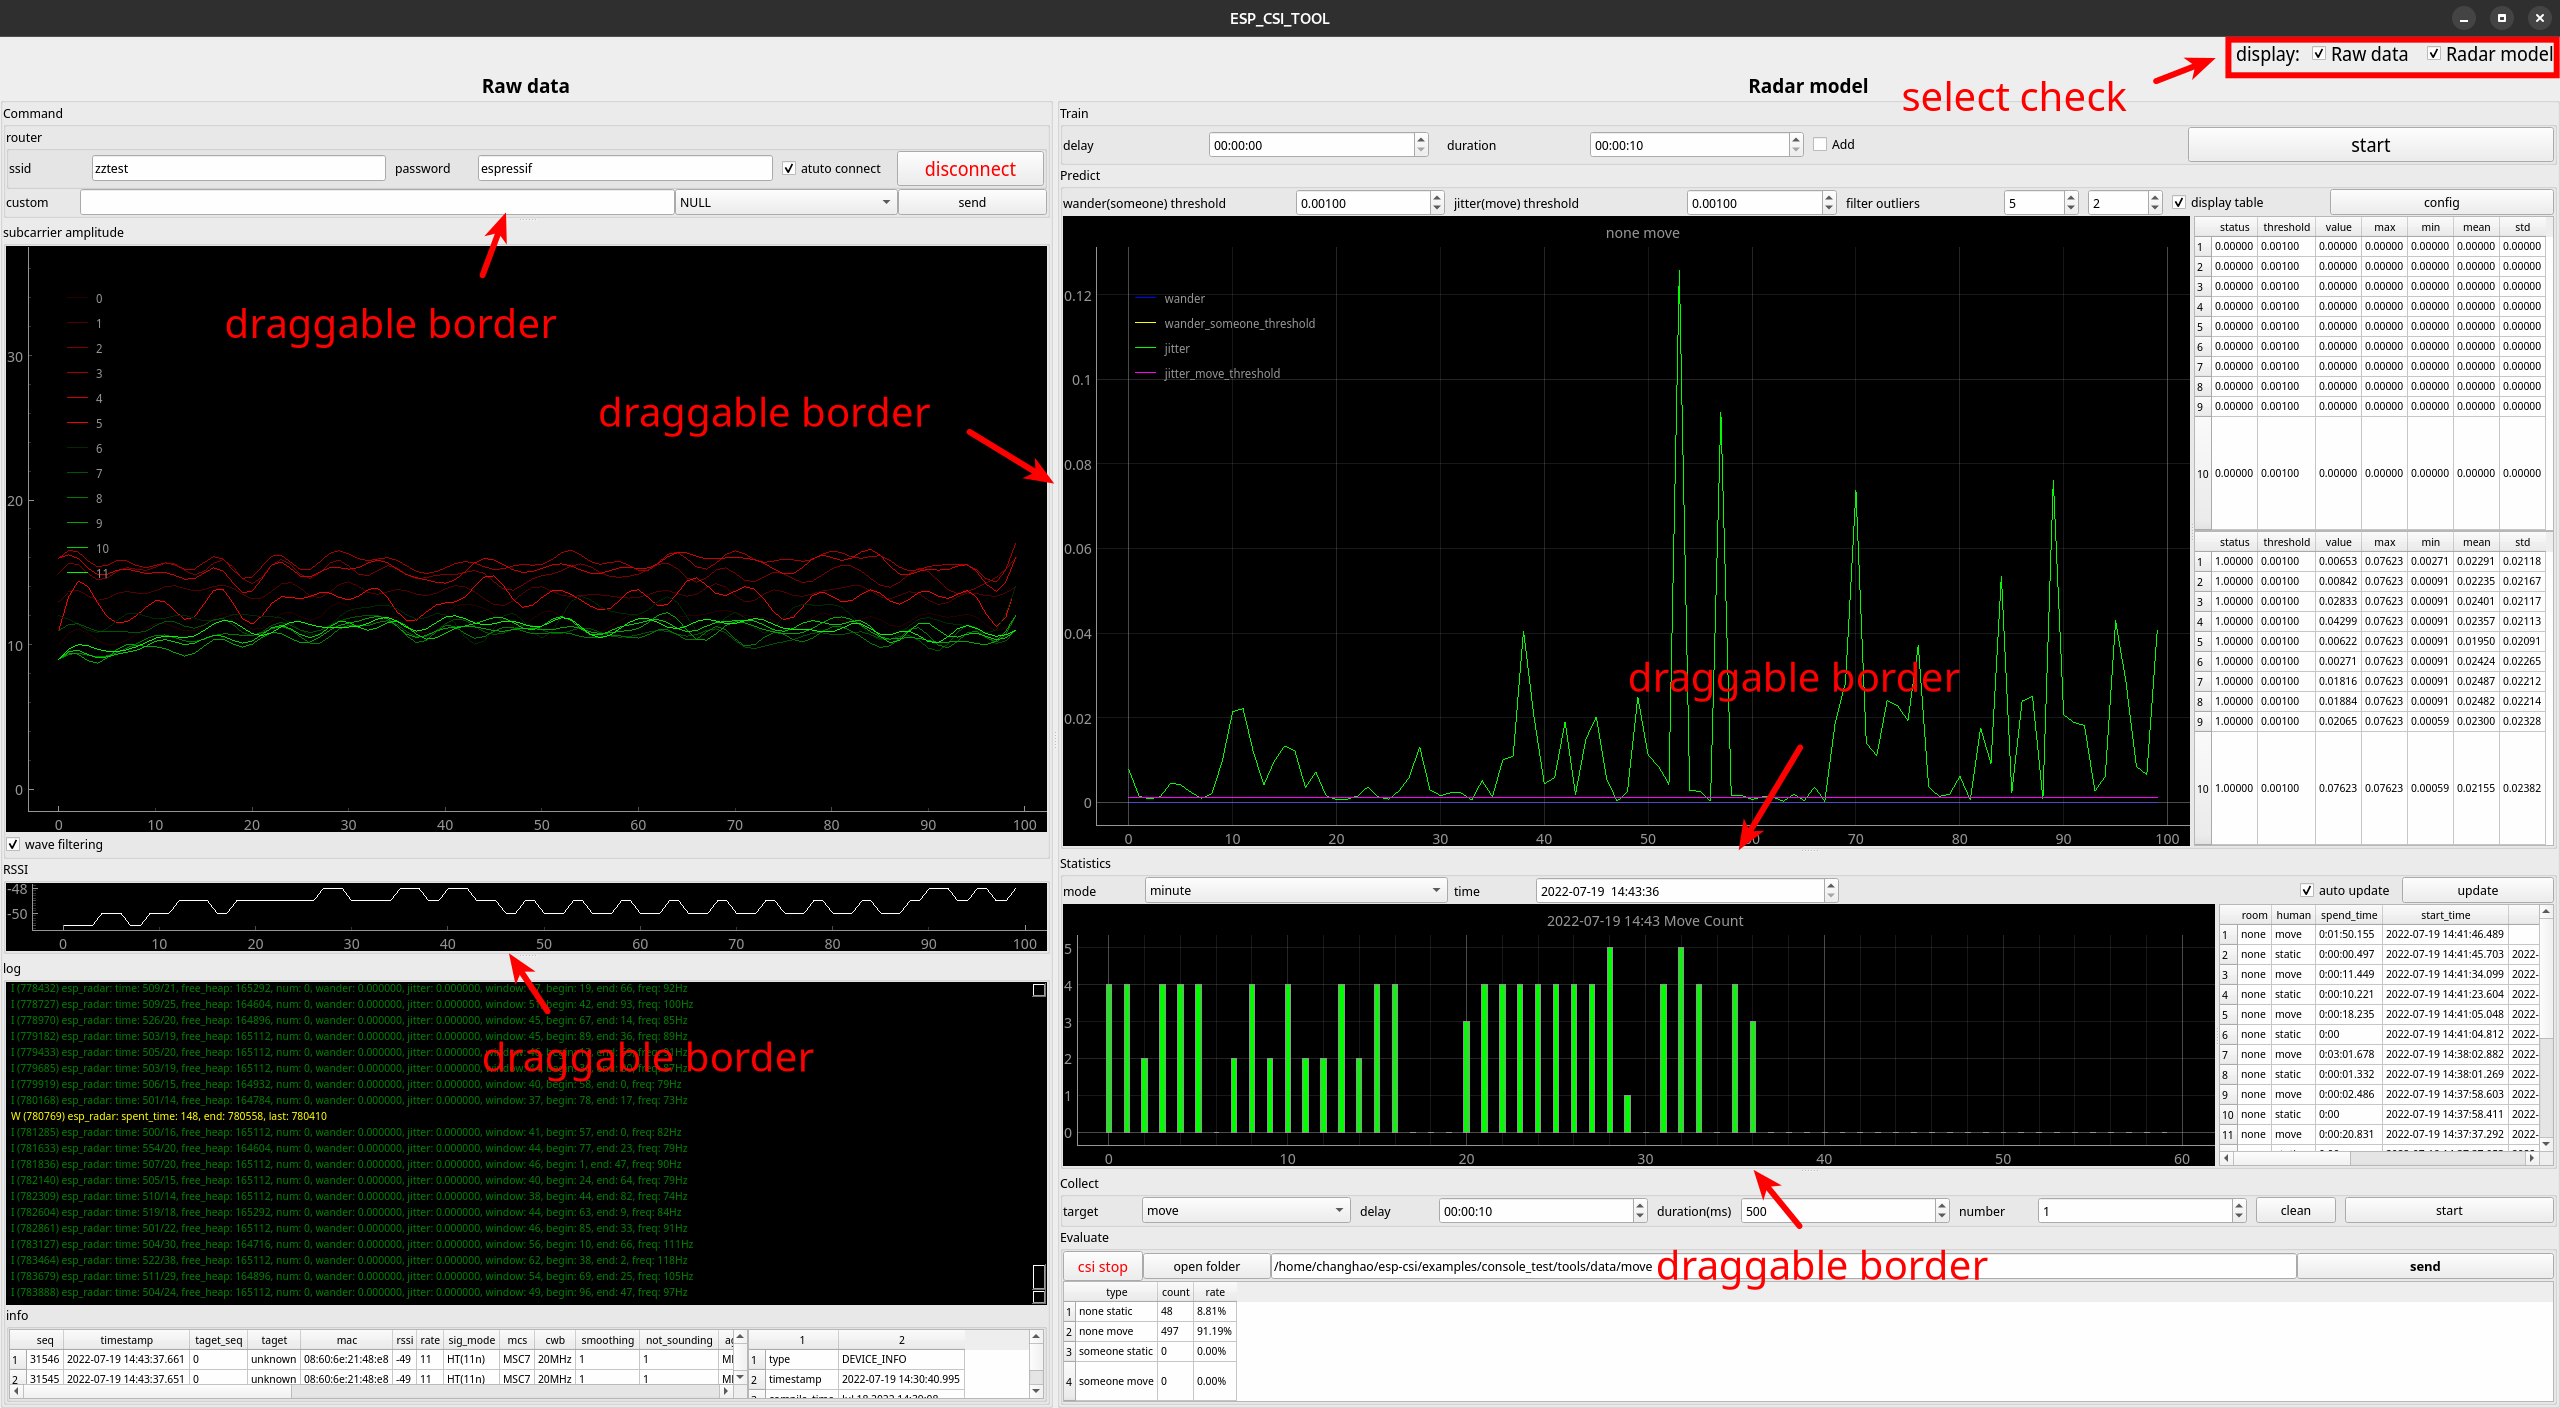 ESP_CSI_TOOL
display: Raw data Radar model
select check
Raw data
Command
router
ssid zztest password espressif atuto connect disconnect
custom NULL send
subcarrier amplitude
draggable border
0
1
2
3
4
5
6
7
8
9
10
11
30
20
10
0
0 10 20 30 40 50 60 70 80 90 100
draggable border
wave filtering
RSSI
-48
-50
0 10 20 30 40 50 60 70 80 90 100
log
I (778432) esp_radar: time: 509/21, free_heap: 165292, num: 0, wander: 0.000000, jitter: 0.000000, window: 7, begin: 19, end: 66, freq: 92Hz
I (778727) esp_radar: time: 509/25, free_heap: 164604, num: 0, wander: 0.000000, jitter: 0.000000, window: 51, begin: 42, end: 93, freq: 100Hz
I (778970) esp_radar: time: 526/20, free_heap: 164896, num: 0, wander: 0.000000, jitter: 0.000000, window: 45, begin: 67, end: 14, freq: 85Hz
I (779182) esp_radar: time: 503/19, free_heap: 165112, num: 0, wander: 0.000000, jitter: 0.000000, window: 45, begin: 89, end: 36, freq: 89Hz
I (779433) esp_radar: time: 505/20, free_heap: 165112, num: 0, wander: 0.000000, jitter: 0.000000, window:
I (779685) esp_radar: time: 503/19, free_heap: 165112, num: 0, wander: 0.000000, jitter: 0.000000, window:
draggable border
I (779919) esp_radar: time: 506/15, free_heap: 164932, num: 0, wander: 0.000000, jitter: 0.000000, window: 40, begin: 58, end: 0, freq: 79Hz
I (780168) esp_radar: time: 501/14, free_heap: 164784, num: 0, wander: 0.000000, jitter: 0.000000, window: 37, begin: 78, end: 17, freq: 73Hz
W (780769) esp_radar: spent_time: 148, end: 780558, last: 780410
I (781285) esp_radar: time: 500/16, free_heap: 165112, num: 0, wander: 0.000000, jitter: 0.000000, window: 41, begin: 57, end: 0, freq: 82Hz
I (781633) esp_radar: time: 554/20, free_heap: 164604, num: 0, wander: 0.000000, jitter: 0.000000, window: 44, begin: 77, end: 23, freq: 79Hz
I (781836) esp_radar: time: 507/20, free_heap: 165112, num: 0, wander: 0.000000, jitter: 0.000000, window: 46, begin: 1, end: 47, freq: 90Hz
I (782140) esp_radar: time: 505/15, free_heap: 165112, num: 0, wander: 0.000000, jitter: 0.000000, window: 40, begin: 24, end: 64, freq: 79Hz
I (782309) esp_radar: time: 510/14, free_heap: 165112, num: 0, wander: 0.000000, jitter: 0.000000, window: 38, begin: 44, end: 82, freq: 74Hz
I (782604) esp_radar: time: 519/18, free_heap: 165292, num: 0, wander: 0.000000, jitter: 0.000000, window: 44, begin: 63, end: 9, freq: 84Hz
I (782861) esp_radar: time: 501/22, free_heap: 165112, num: 0, wander: 0.000000, jitter: 0.000000, window: 46, begin: 85, end: 33, freq: 91Hz
I (783127) esp_radar: time: 504/30, free_heap: 164716, num: 0, wander: 0.000000, jitter: 0.000000, window: 56, begin: 10, end: 66, freq: 111Hz
I (783464) esp_radar: time: 522/38, free_heap: 165112, num: 0, wander: 0.000000, jitter: 0.000000, window: 62, begin: 38, end: 2, freq: 118Hz
I (783679) esp_radar: time: 511/29, free_heap: 164896, num: 0, wander: 0.000000, jitter: 0.000000, window: 54, begin: 69, end: 25, freq: 105Hz
I (783888) esp_radar: time: 504/24, free_heap: 165112, num: 0, wander: 0.000000, jitter: 0.000000, window: 49, begin: 96, end: 47, freq: 97Hz
info
seq timestamp taget_seq taget mac rssi rate sig_mode mcs cwb smoothing not_sounding
1 31546 2022-07-19 14:43:37.661 0 unknown 08:60:6e:21:48:e8 -49 11 HT(11n) MSC7 20MHz 1 1
2 31545 2022-07-19 14:43:37.651 0 unknown 08:60:6e:21:48:e8 -49 11 HT(11n) MSC7 20MHz 1 1
1 2
1 type DEVICE_INFO
2 timestamp 2022-07-19 14:30:40.995
Radar model
Train
delay 00:00:00 duration 00:00:10 Add start
Predict
wander(someone) threshold 0.00100 jitter(move) threshold 0.00100 filter outliers 5 2 display table config
none move
wander
wander_someone_threshold
jitter
jitter_move_threshold
0.12
0.1
0.08
0.06
0.04
0.02
0
draggable border
0 10 20 30 40 50 60 70 80 90 100
status threshold value max min mean std
1 0.00000 0.00100 0.00000 0.00000 0.00000 0.00000 0.00000
2 0.00000 0.00100 0.00000 0.00000 0.00000 0.00000 0.00000
3 0.00000 0.00100 0.00000 0.00000 0.00000 0.00000 0.00000
4 0.00000 0.00100 0.00000 0.00000 0.00000 0.00000 0.00000
5 0.00000 0.00100 0.00000 0.00000 0.00000 0.00000 0.00000
6 0.00000 0.00100 0.00000 0.00000 0.00000 0.00000 0.00000
7 0.00000 0.00100 0.00000 0.00000 0.00000 0.00000 0.00000
8 0.00000 0.00100 0.00000 0.00000 0.00000 0.00000 0.00000
9 0.00000 0.00100 0.00000 0.00000 0.00000 0.00000 0.00000
10 0.00000 0.00100 0.00000 0.00000 0.00000 0.00000 0.00000
status threshold value max min mean std
1 1.00000 0.00100 0.00653 0.07623 0.00271 0.02291 0.02118
2 1.00000 0.00100 0.00842 0.07623 0.00091 0.02235 0.02167
3 1.00000 0.00100 0.02833 0.07623 0.00091 0.02401 0.02117
4 1.00000 0.00100 0.04299 0.07623 0.00091 0.02357 0.02113
5 1.00000 0.00100 0.00622 0.07623 0.00091 0.01950 0.02091
6 1.00000 0.00100 0.00271 0.07623 0.00091 0.02424 0.02265
7 1.00000 0.00100 0.01816 0.07623 0.00091 0.02487 0.02212
8 1.00000 0.00100 0.01884 0.07623 0.00091 0.02482 0.02214
9 1.00000 0.00100 0.02065 0.07623 0.00059 0.02300 0.02328
10 1.00000 0.00100 0.07623 0.07623 0.00059 0.02155 0.02382
Statistics
mode minute time 2022-07-19 14:43:36 auto update update
2022-07-19 14:43 Move Count
5
4
3
2
1
0
0 10 20 30 40 50 60
room human spend_time start_time
1 none move 0:01:50.155 2022-07-19 14:41:46.489
2 none static 0:00:00.497 2022-07-19 14:41:45.703 2022-
3 none move 0:00:11.449 2022-07-19 14:41:34.099 2022-
4 none static 0:00:10.221 2022-07-19 14:41:23.604 2022-
5 none move 0:00:18.235 2022-07-19 14:41:05.048 2022-
6 none static 0:00 2022-07-19 14:41:04.812 2022-
7 none move 0:03:01.678 2022-07-19 14:38:02.882 2022-
8 none static 0:00:01.332 2022-07-19 14:38:01.269 2022-
9 none move 0:00:02.486 2022-07-19 14:37:58.603 2022-
10 none static 0:00 2022-07-19 14:37:58.411 2022-
11 none move 0:00:20.831 2022-07-19 14:37:37.292 2022-
Collect
target move delay 00:00:10 duration(ms) 500 number 1 clean start
Evaluate
csi stop open folder /home/changhao/esp-csi/examples/console_test/tools/data/move send
draggable border
type count rate
1 none static 48 8.81%
2 none move 497 91.19%
3 someone static 0 0.00%
4 someone move 0 0.00%